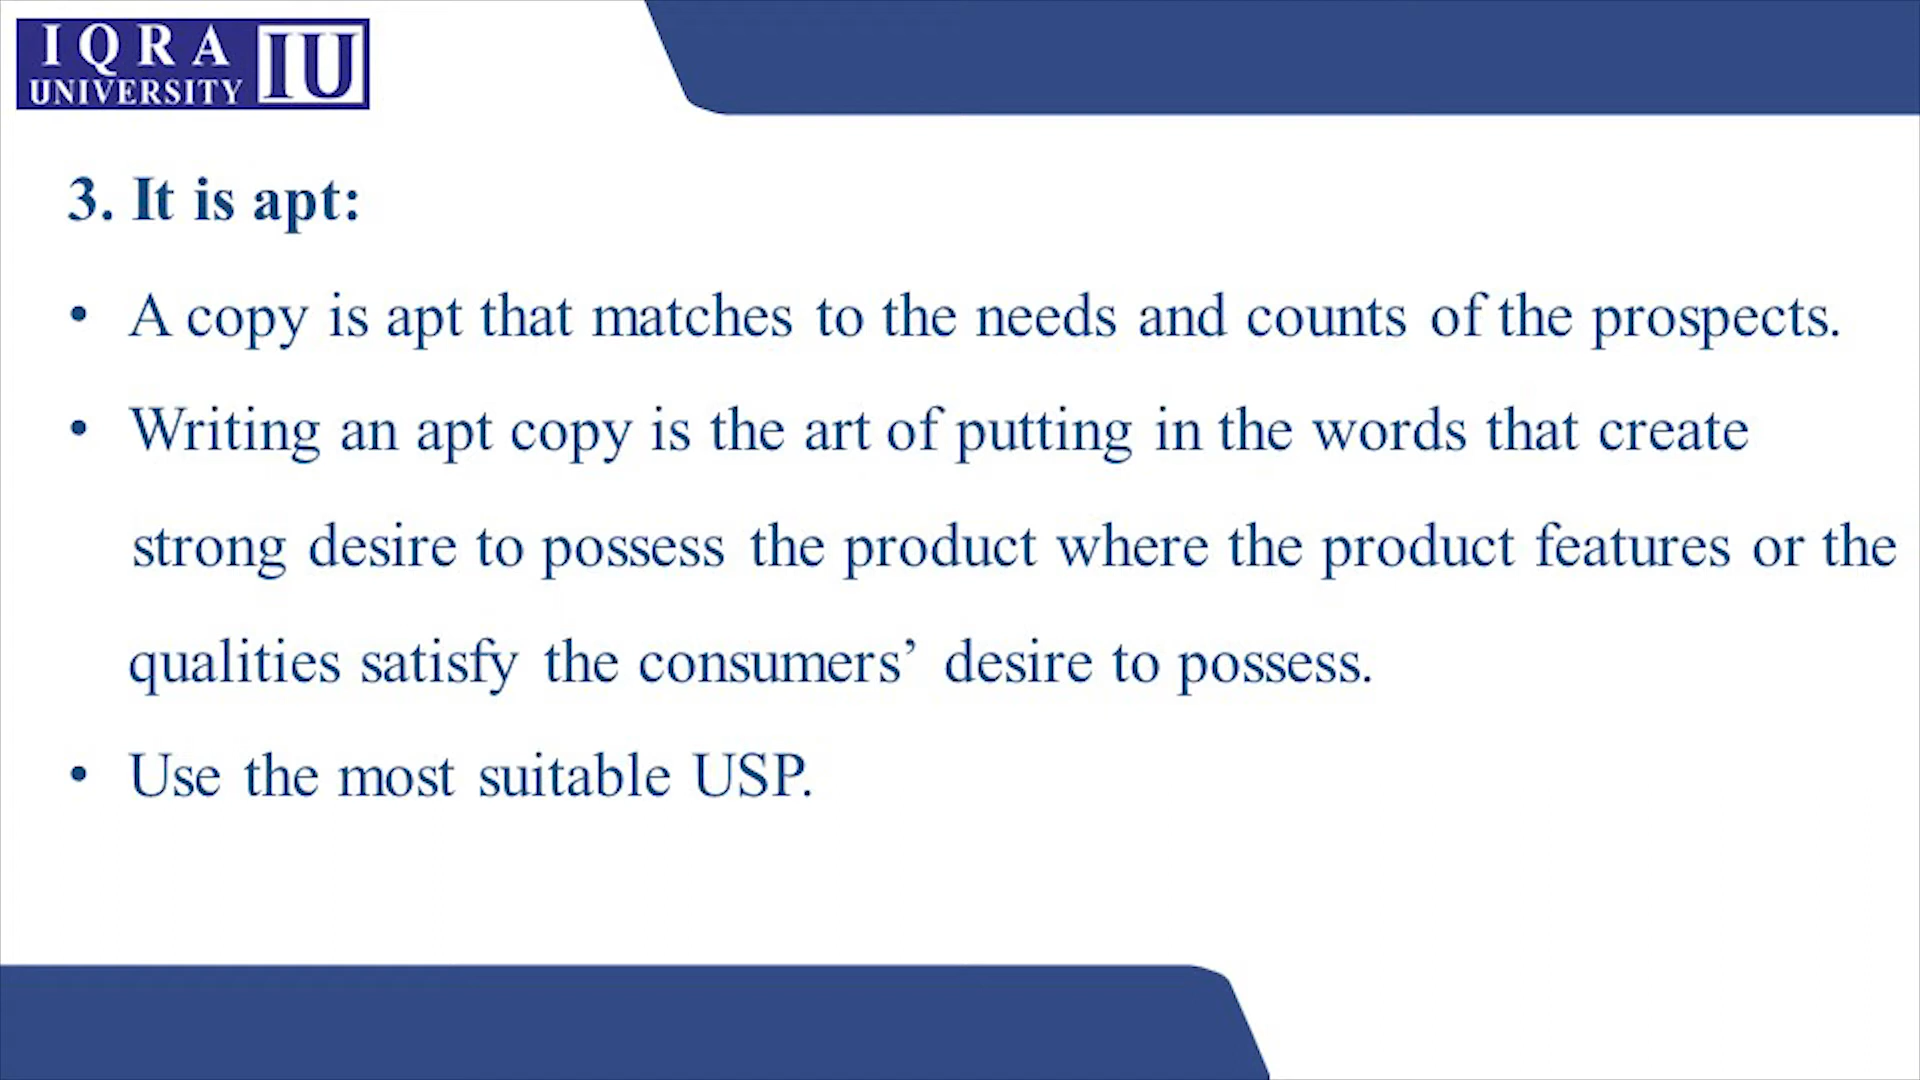 IQRA
UNIVERSITY
IU
3. It is apt:
• A copy is apt that matches to the needs and counts of the prospects.
• Writing an apt copy is the art of putting in the words that create
strong desire to possess the product where the product features or the
qualities satisfy the consumers’ desire to possess.
• Use the most suitable USP.